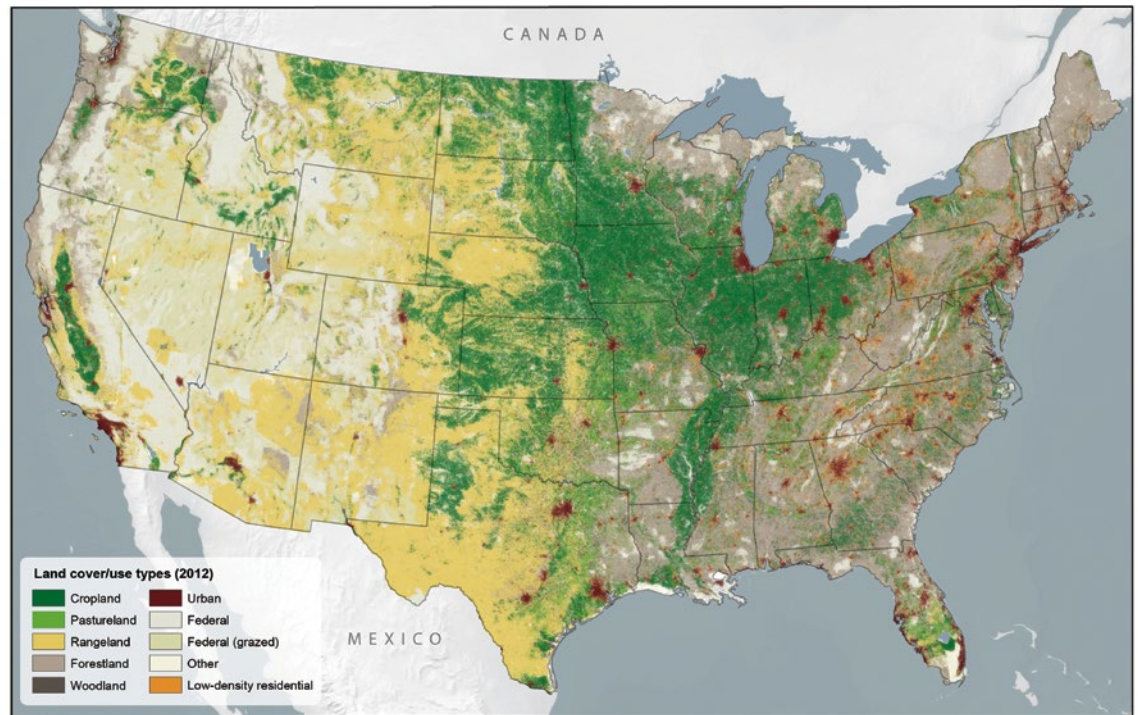 CANADA
MEXICO
Land cover/use types (2012)
Cropland
Pastureland
Rangeland
Forestland
Woodland
Urban
Federal
Federal (grazed)
Other
Low-density residential